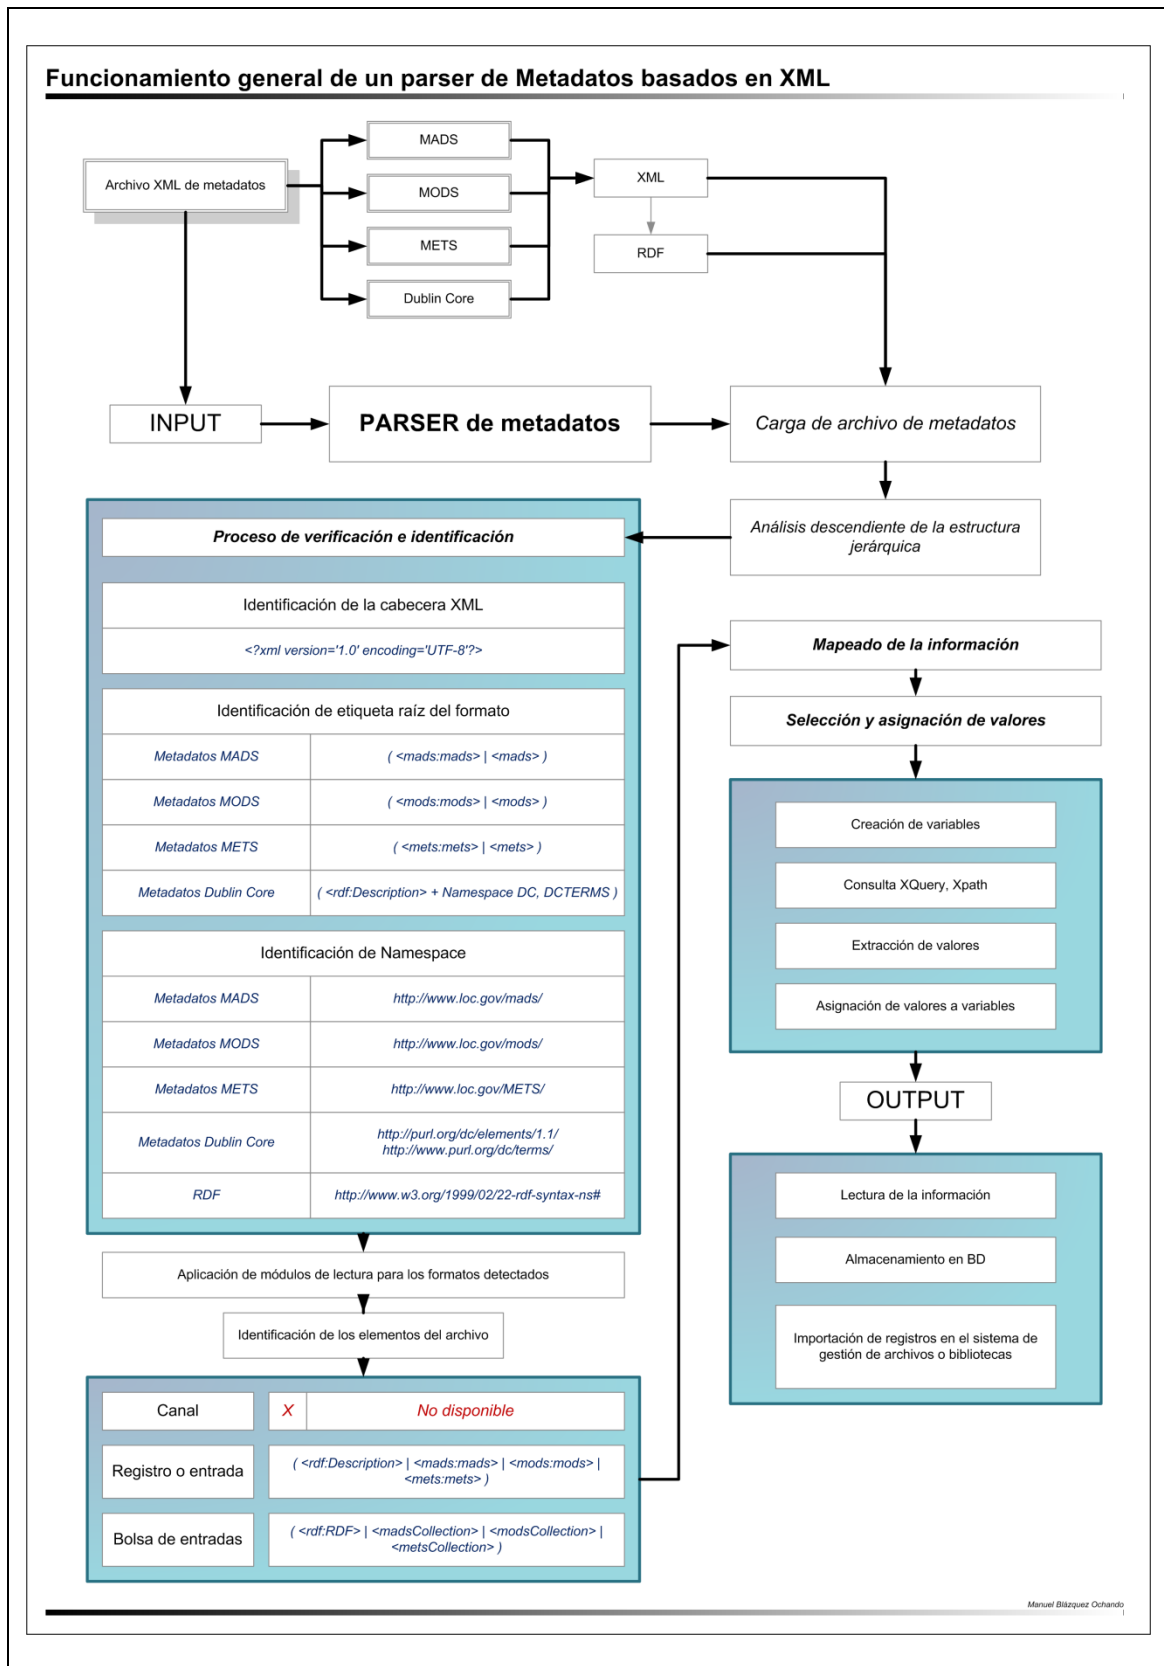 Funcionamiento general de un parser de Metadatos basados en XML
Archivo XML de metadatos
MADS
MODS
METS
Dublin Core
XML
RDF
INPUT
PARSER de metadatos
Carga de archivo de metadatos
Análisis descendiente de la estructura
jerárquica
Proceso de verificación e identificación
Identificación de la cabecera XML
<?xml version='1.0' encoding='UTF-8'?>
Identificación de etiqueta raíz del formato
Metadatos MADS
( <mads:mads> | <mads> )
Metadatos MODS
( <mods:mods> | <mods> )
Metadatos METS
( <mets:mets> | <mets> )
Metadatos Dublin Core
( <rdf:Description> + Namespace DC, DCTERMS )
Identificación de Namespace
Metadatos MADS
http://www.loc.gov/mads/
Metadatos MODS
http://www.loc.gov/mods/
Metadatos METS
http://www.loc.gov/METS/
Metadatos Dublin Core
http://purl.org/dc/elements/1.1/
http://www.purl.org/dc/terms/
RDF
http://www.w3.org/1999/02/22-rdf-syntax-ns#
Aplicación de módulos de lectura para los formatos detectados
Identificación de los elementos del archivo
Canal
X
No disponible
Registro o entrada
( <rdf:Description> | <mads:mads> | <mods:mods> |
<mets:mets> )
Bolsa de entradas
( <rdf:RDF> | <madsCollection> | <modsCollection> |
<metsCollection> )
Mapeado de la información
Selección y asignación de valores
Creación de variables
Consulta XQuery, Xpath
Extracción de valores
Asignación de valores a variables
OUTPUT
Lectura de la información
Almacenamiento en BD
Importación de registros en el sistema de
gestión de archivos o bibliotecas
Manuel Blázquez Ochando